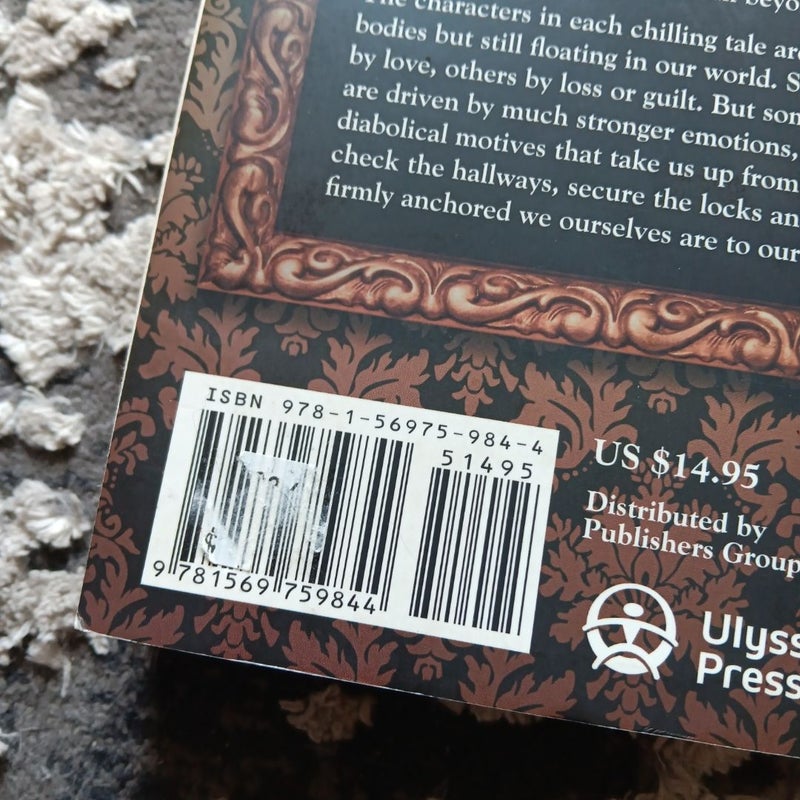 beyo
The characters in each chilling tale are
bodies but still floating in our world. S
by love, others by loss or guilt. But som
are driven by much stronger emotions,
diabolical motives that take us up from
check the hallways, secure the locks an
firmly anchored we ourselves are to our
ISBN 978-1-56975-984-4
51495
9 781569 759844
US $14.95
Distributed by
Publishers Group
Ulyss
Press